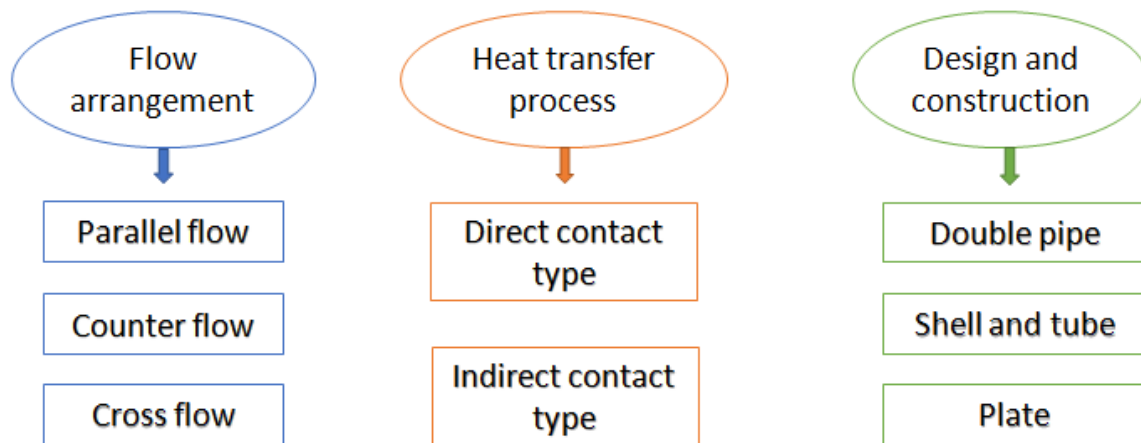 Flow
arrangement
Parallel flow
Counter flow
Cross flow
Heat transfer
process
Direct contact
type
Indirect contact
type
Design and
construction
Double pipe
Shell and tube
Plate